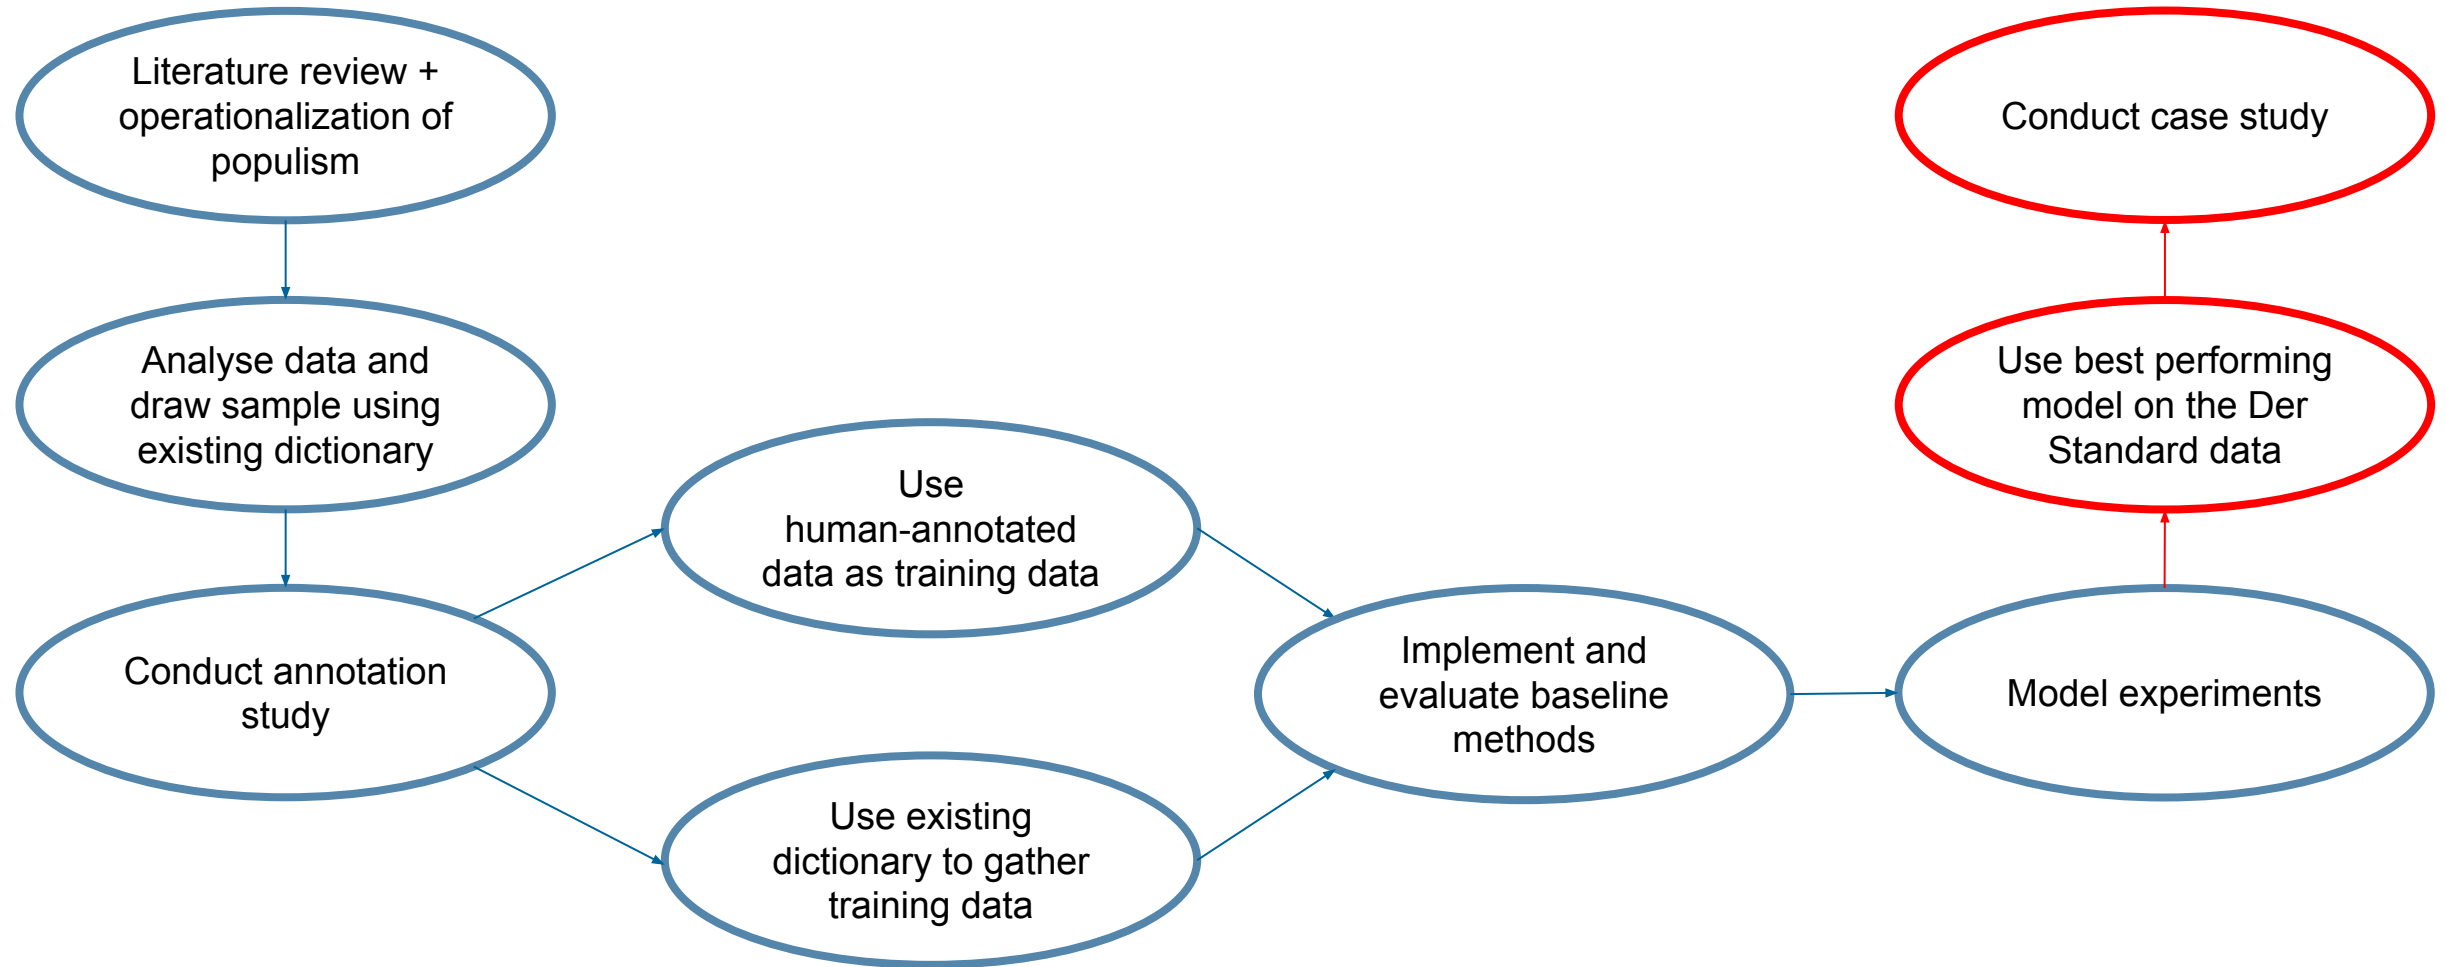 Literature review +
operationalization of
populism
Analyse data and
draw sample using
existing dictionary
Conduct annotation
study
Use
human-annotated
data as training data
Use existing
dictionary to gather
training data
Implement and
evaluate baseline
methods
Model experiments
Use best performing
model on the Der
Standard data
Conduct case study